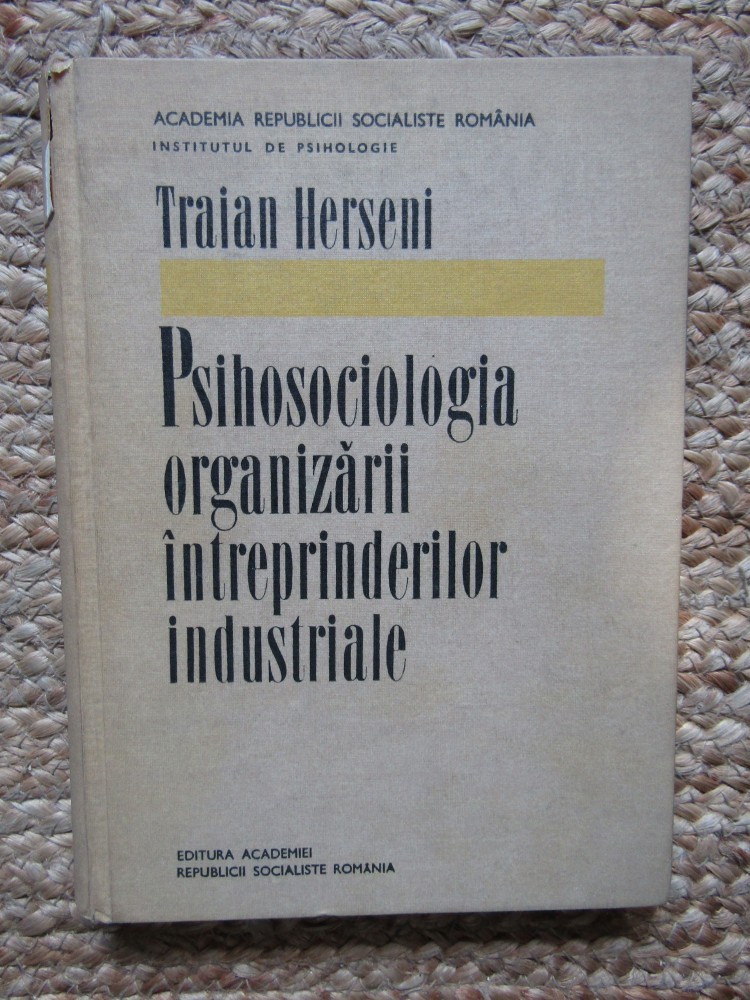 ACADEMIA REPUBLICII SOCIALISTE ROMÂNIA
INSTITUTUL DE PSIHOLOGIE
Traian Herseni
Psihosociologia
organizării
întreprinderilor
industriale
EDITURA ACADEMIEI
REPUBLICII SOCIALISTE ROMÂNIA